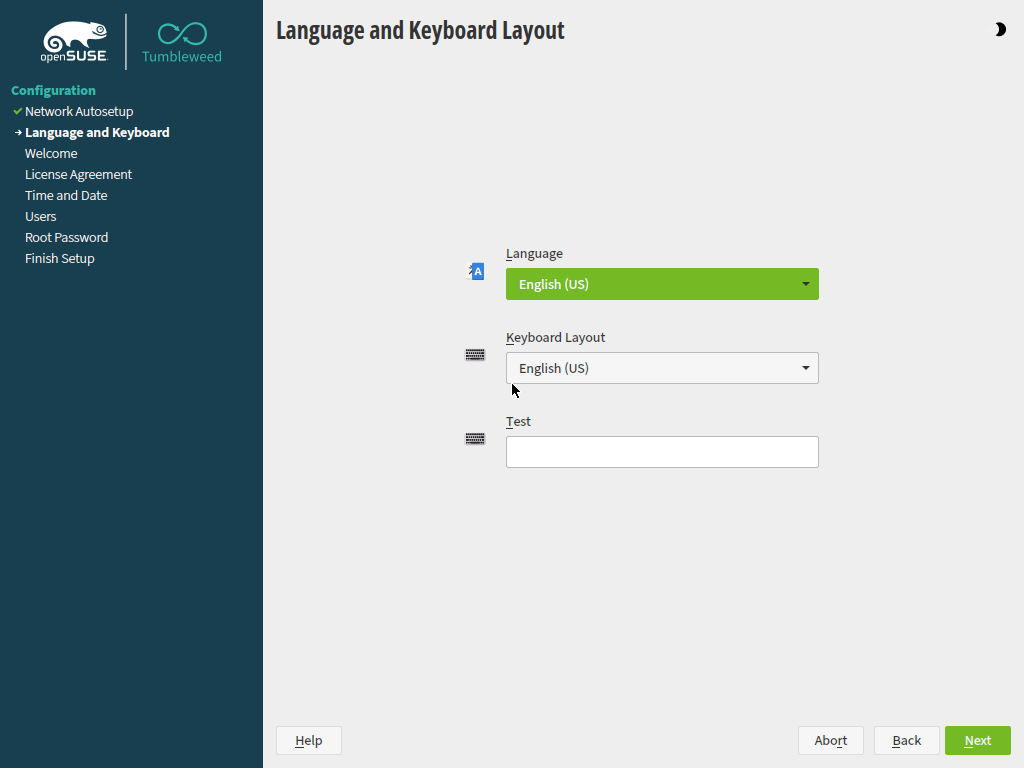 openSUSE
Tumbleweed
Configuration
Network Autosetup
Language and Keyboard
Welcome
License Agreement
Time and Date
Users
Root Password
Finish Setup
Language and Keyboard Layout
Language
A
English (US)
Keyboard Layout
English (US)
Test
Help
Abort
Back
Next